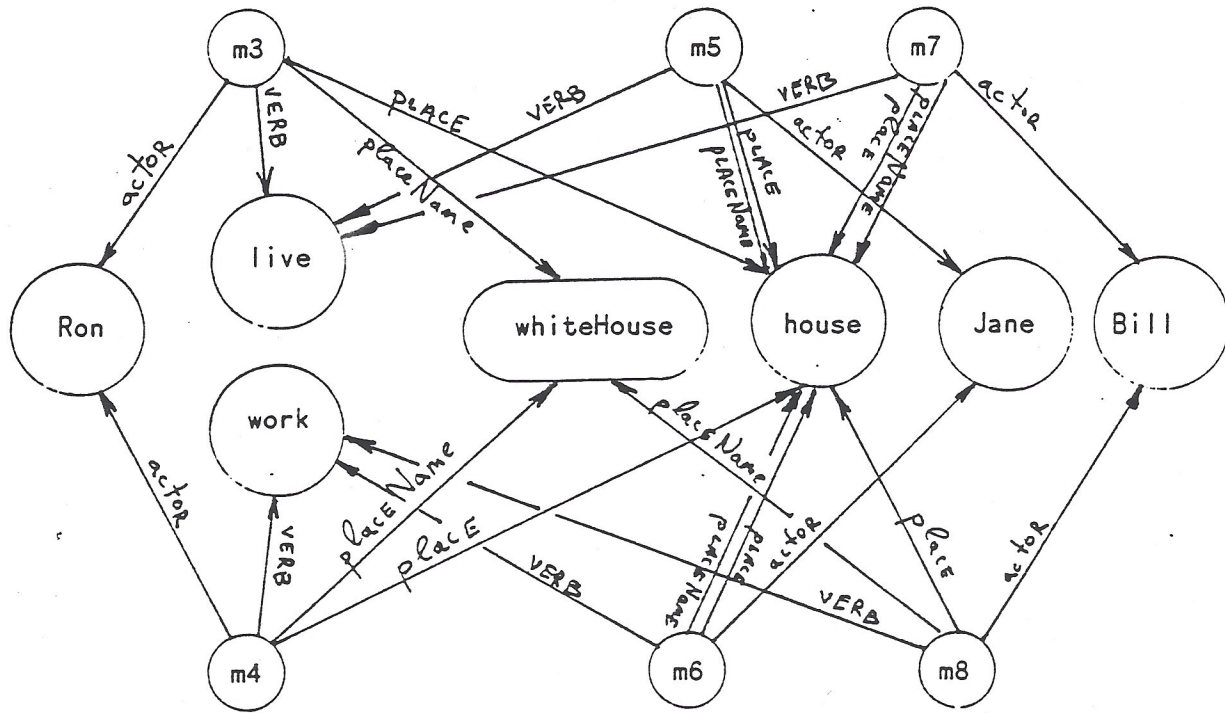 m3
m5
m7
VERB
PLACE
VERB
VERB
actoR
actoR
placeName
PLACE
PLACEName
actoR
place
PLACEName
actoR
live
Ron
whiteHouse
house
Jane
Bill
work
placeName
actoR
VERB
placEName
placE
VERB
PLACEName
PLACE
actoR
VERB
placE
actoR
m4
m6
m8